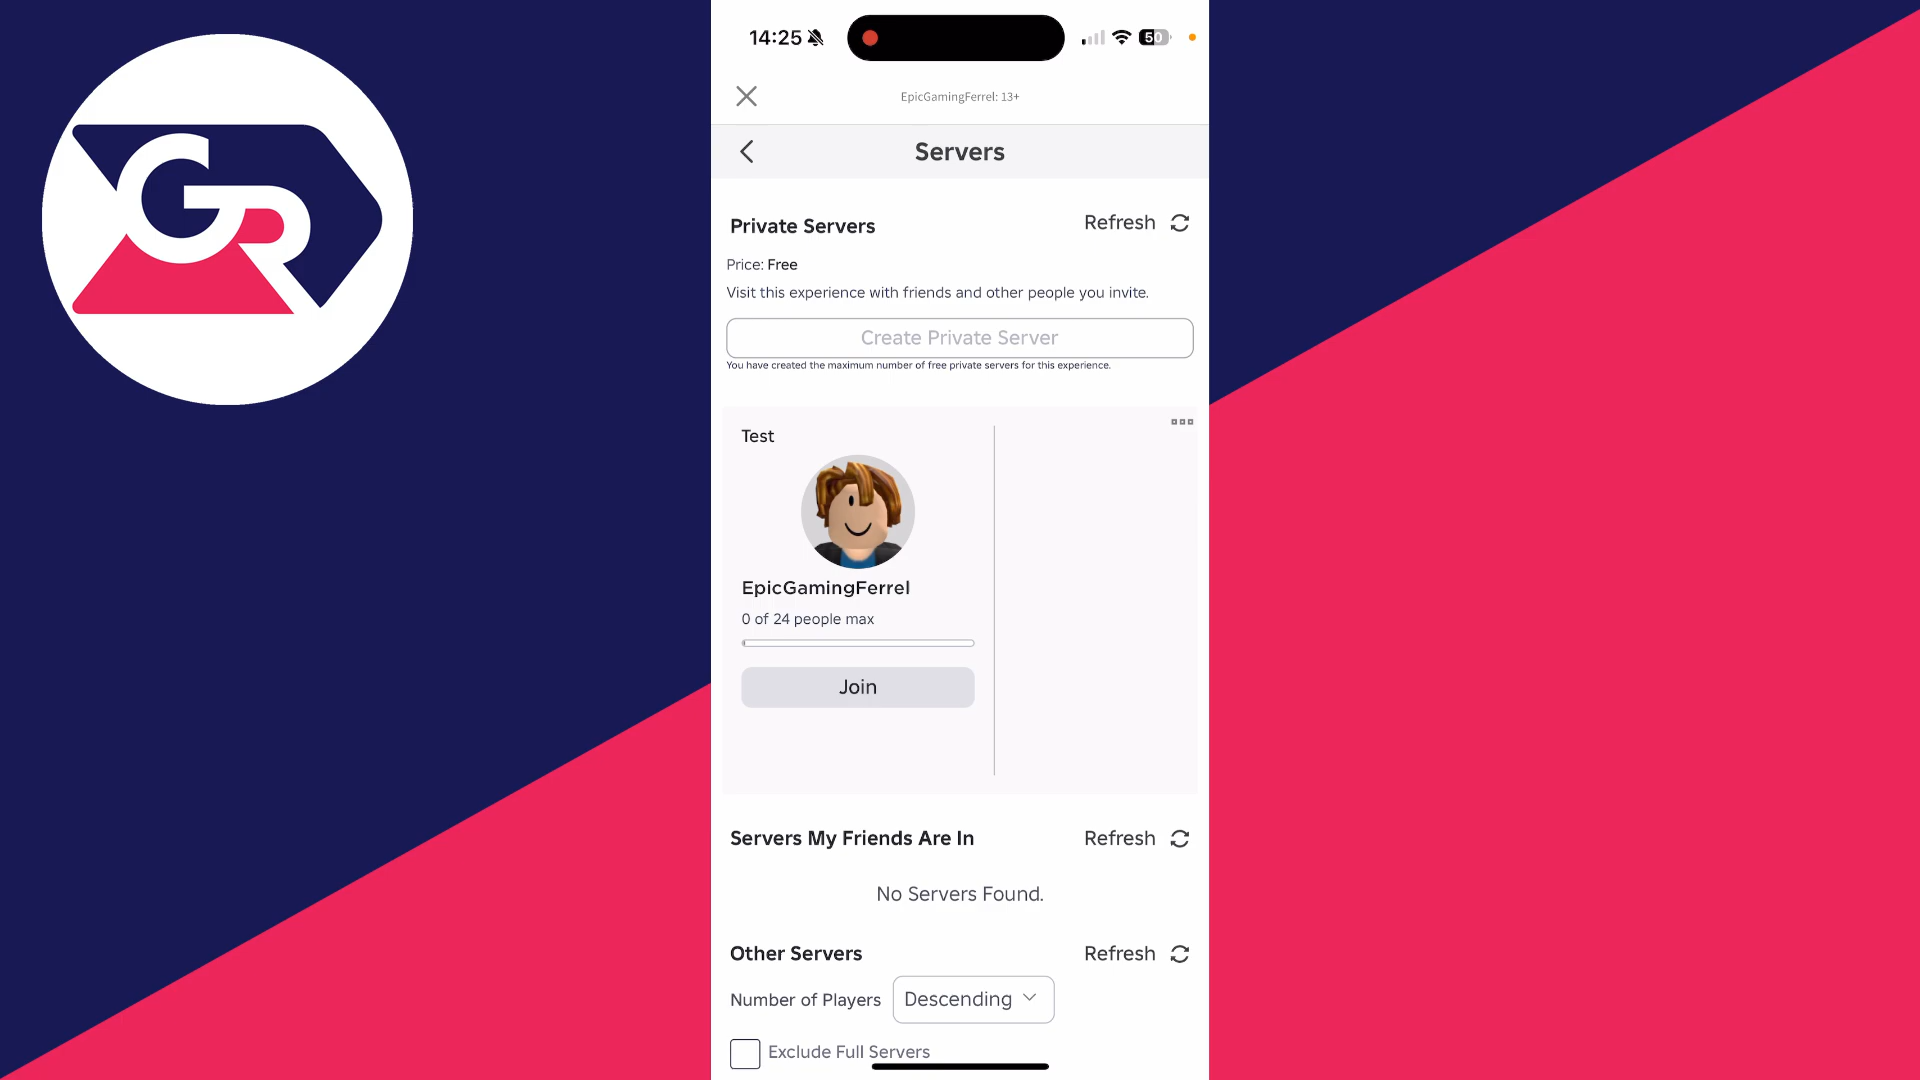 GR
14:25
50
EpicGamingFerrel: 13+
Servers
Private Servers
Refresh
Price: Free
Visit this experience with friends and other people you invite.
Create Private Server
You have created the maximum number of free private servers for this experience.
Test
EpicGamingFerrel
0 of 24 people max
Join
Servers My Friends Are In
Refresh
No Servers Found.
Other Servers
Refresh
Number of Players
Descending
Exclude Full Servers